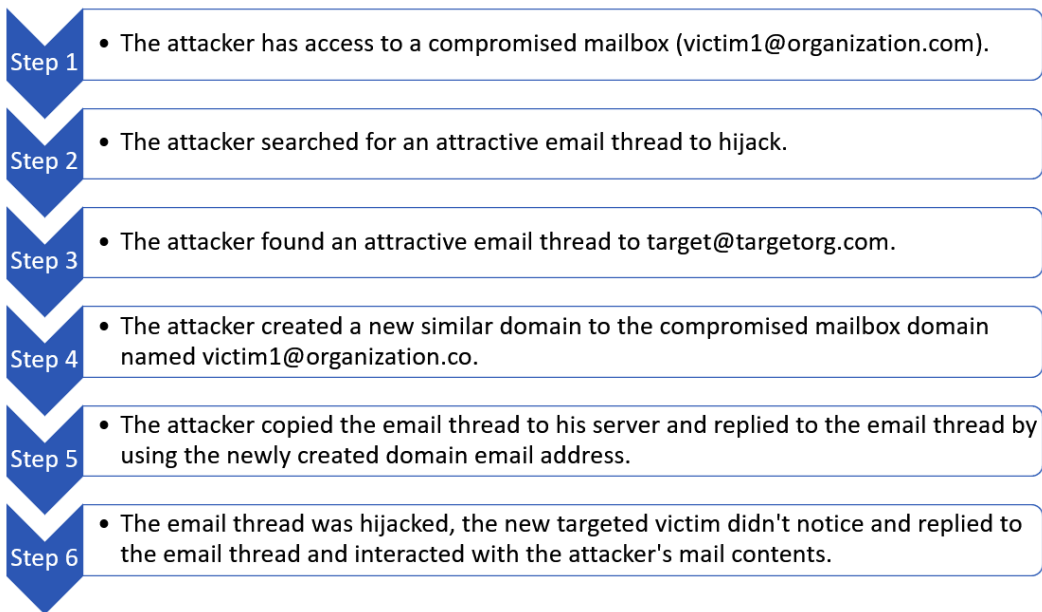 Step 1
• The attacker has access to a compromised mailbox (victim1@organization.com).
Step 2
• The attacker searched for an attractive email thread to hijack.
Step 3
• The attacker found an attractive email thread to target@targetorg.com.
Step 4
• The attacker created a new similar domain to the compromised mailbox domain
named victim1@organization.co.
Step 5
• The attacker copied the email thread to his server and replied to the email thread by
using the newly created domain email address.
Step 6
• The email thread was hijacked, the new targeted victim didn't notice and replied to
the email thread and interacted with the attacker's mail contents.